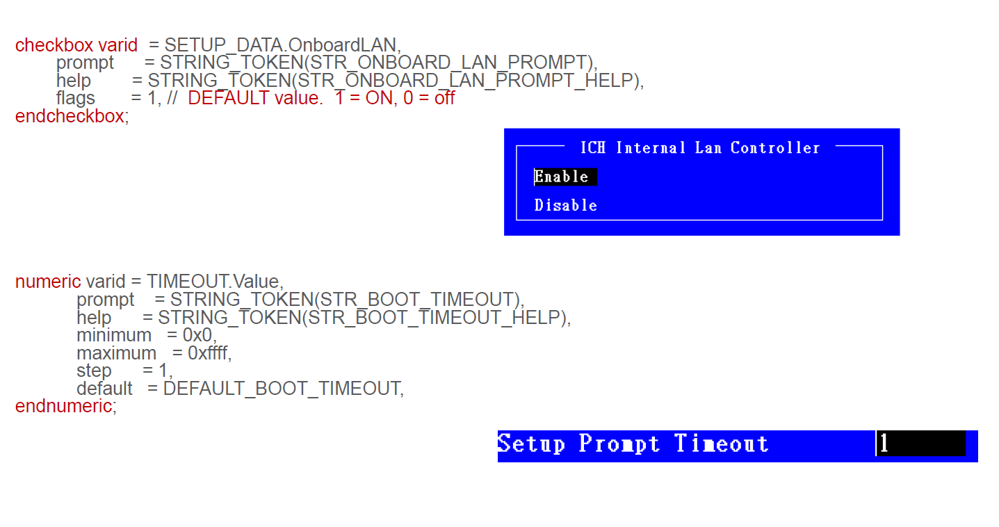 checkbox varid = SETUP_DATA.OnboardLAN,
prompt = STRING_TOKEN(STR_ONBOARD_LAN_PROMPT),
help = STRING_TOKEN(STR_ONBOARD_LAN_PROMPT_HELP),
flags = 1, // DEFAULT value. 1 = ON, 0 = off
endcheckbox;
ICH Internal Lan Controller
Enable
Disable
numeric varid = TIMEOUT.Value,
prompt = STRING_TOKEN(STR_BOOT_TIMEOUT),
help = STRING_TOKEN(STR_BOOT_TIMEOUT_HELP),
minimum = 0x0,
maximum = 0xffff,
step = 1,
default = DEFAULT_BOOT_TIMEOUT,
endnumeric;
Setup Prompt Timeout 1